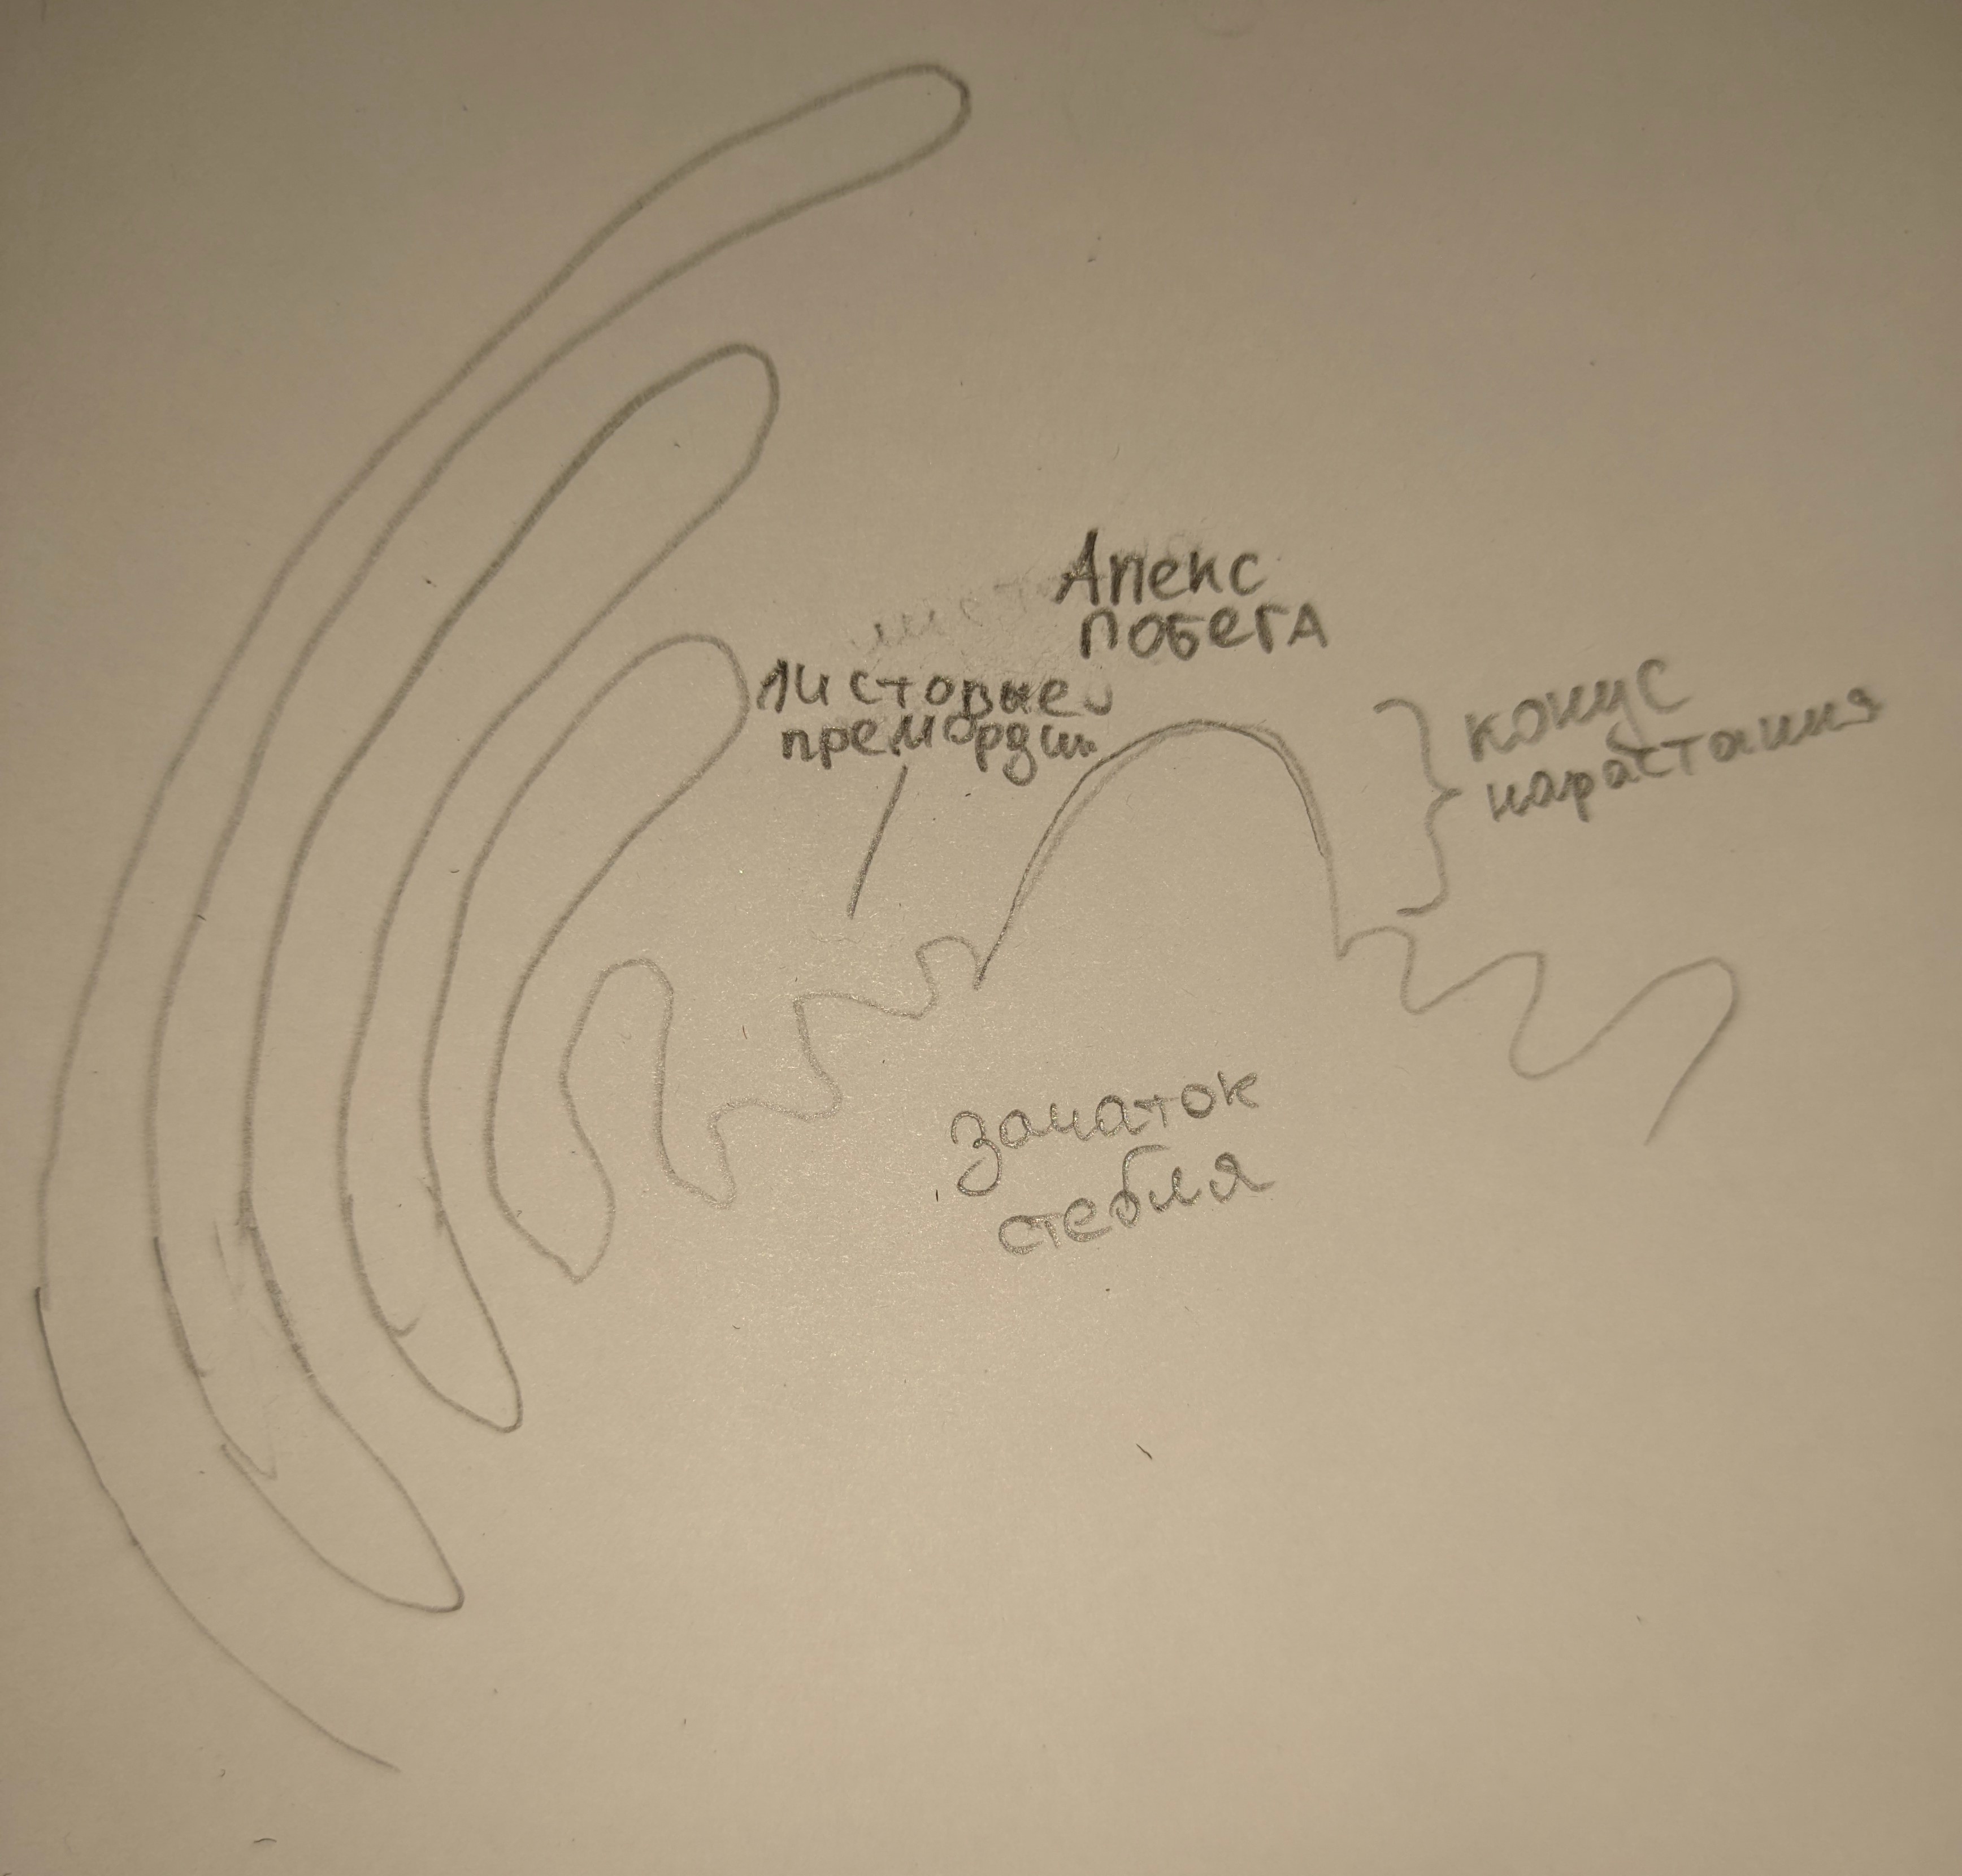 Апекс
побега
листовые
премордии
конус
нарастания
зачаток
стебля